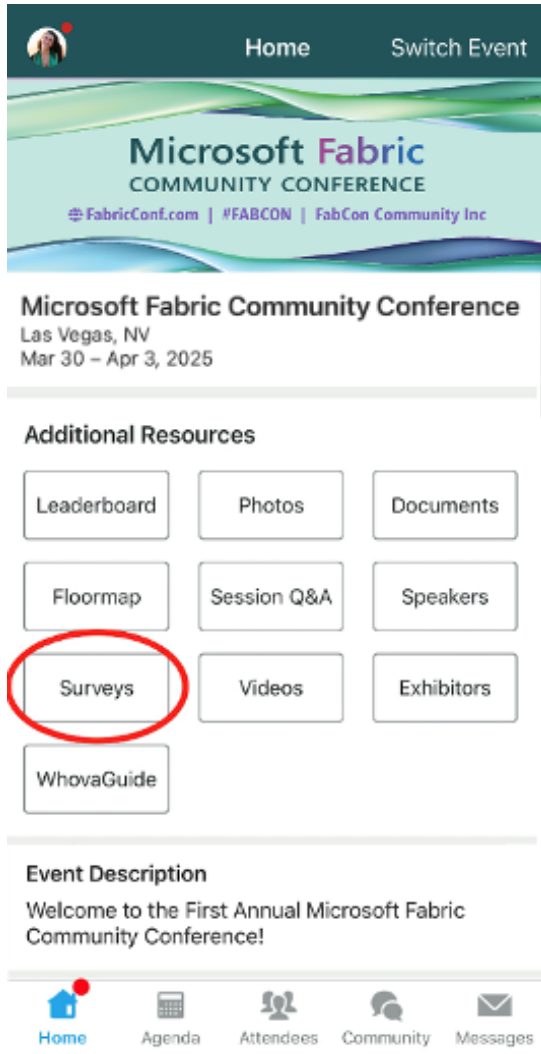 Home Switch Event
Microsoft Fabric
COMMUNITY CONFERENCE
FabricConf.com | #FABCON | FabCon Community Inc
Microsoft Fabric Community Conference
Las Vegas, NV
Mar 30 – Apr 3, 2025
Additional Resources
Leaderboard Photos Documents
Floormap Session Q&A Speakers
Surveys Videos Exhibitors
WhovaGuide
Event Description
Welcome to the First Annual Microsoft Fabric
Community Conference!
Home Agenda Attendees Community Messages